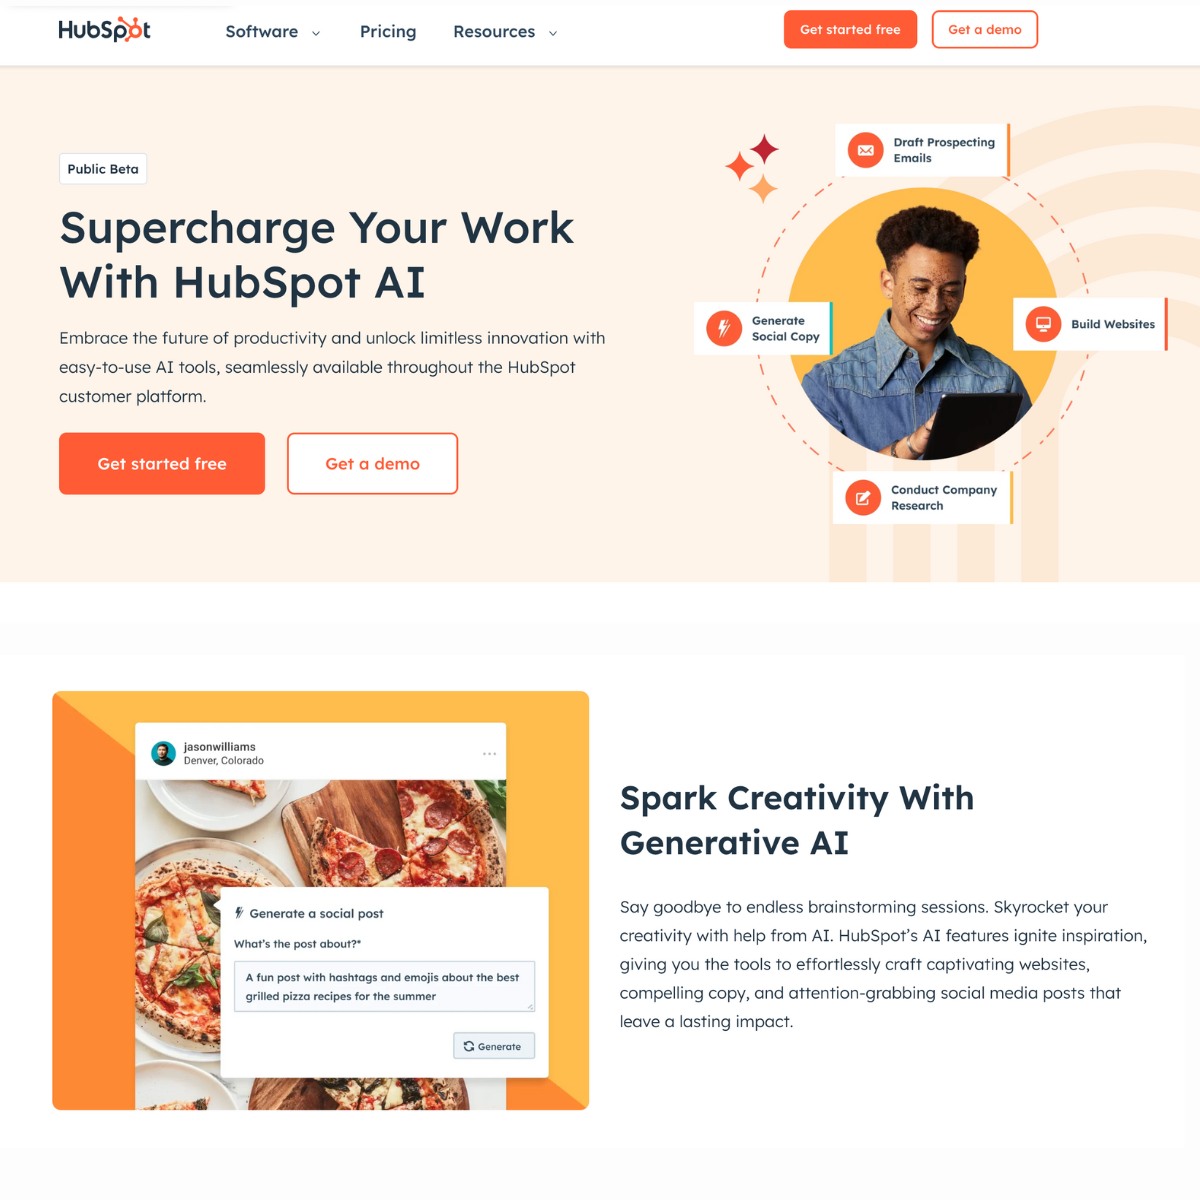 HubSpot
Software
Pricing
Resources
Get started free
Get a demo
Public Beta
Supercharge Your Work
With HubSpot AI
Embrace the future of productivity and unlock limitless innovation with
easy-to-use AI tools, seamlessly available throughout the HubSpot
customer platform.
Get started free
Get a demo
Draft Prospecting
Emails
Generate
Social Copy
Build Websites
Conduct Company
Research
jasonwilliams
Denver, Colorado
Generate a social post
What's the post about?*
A fun post with hashtags and emojis about the best
grilled pizza recipes for the summer
Generate
Spark Creativity With
Generative AI
Say goodbye to endless brainstorming sessions. Skyrocket your
creativity with help from AI. HubSpot’s AI features ignite inspiration,
giving you the tools to effortlessly craft captivating websites,
compelling copy, and attention-grabbing social media posts that
leave a lasting impact.